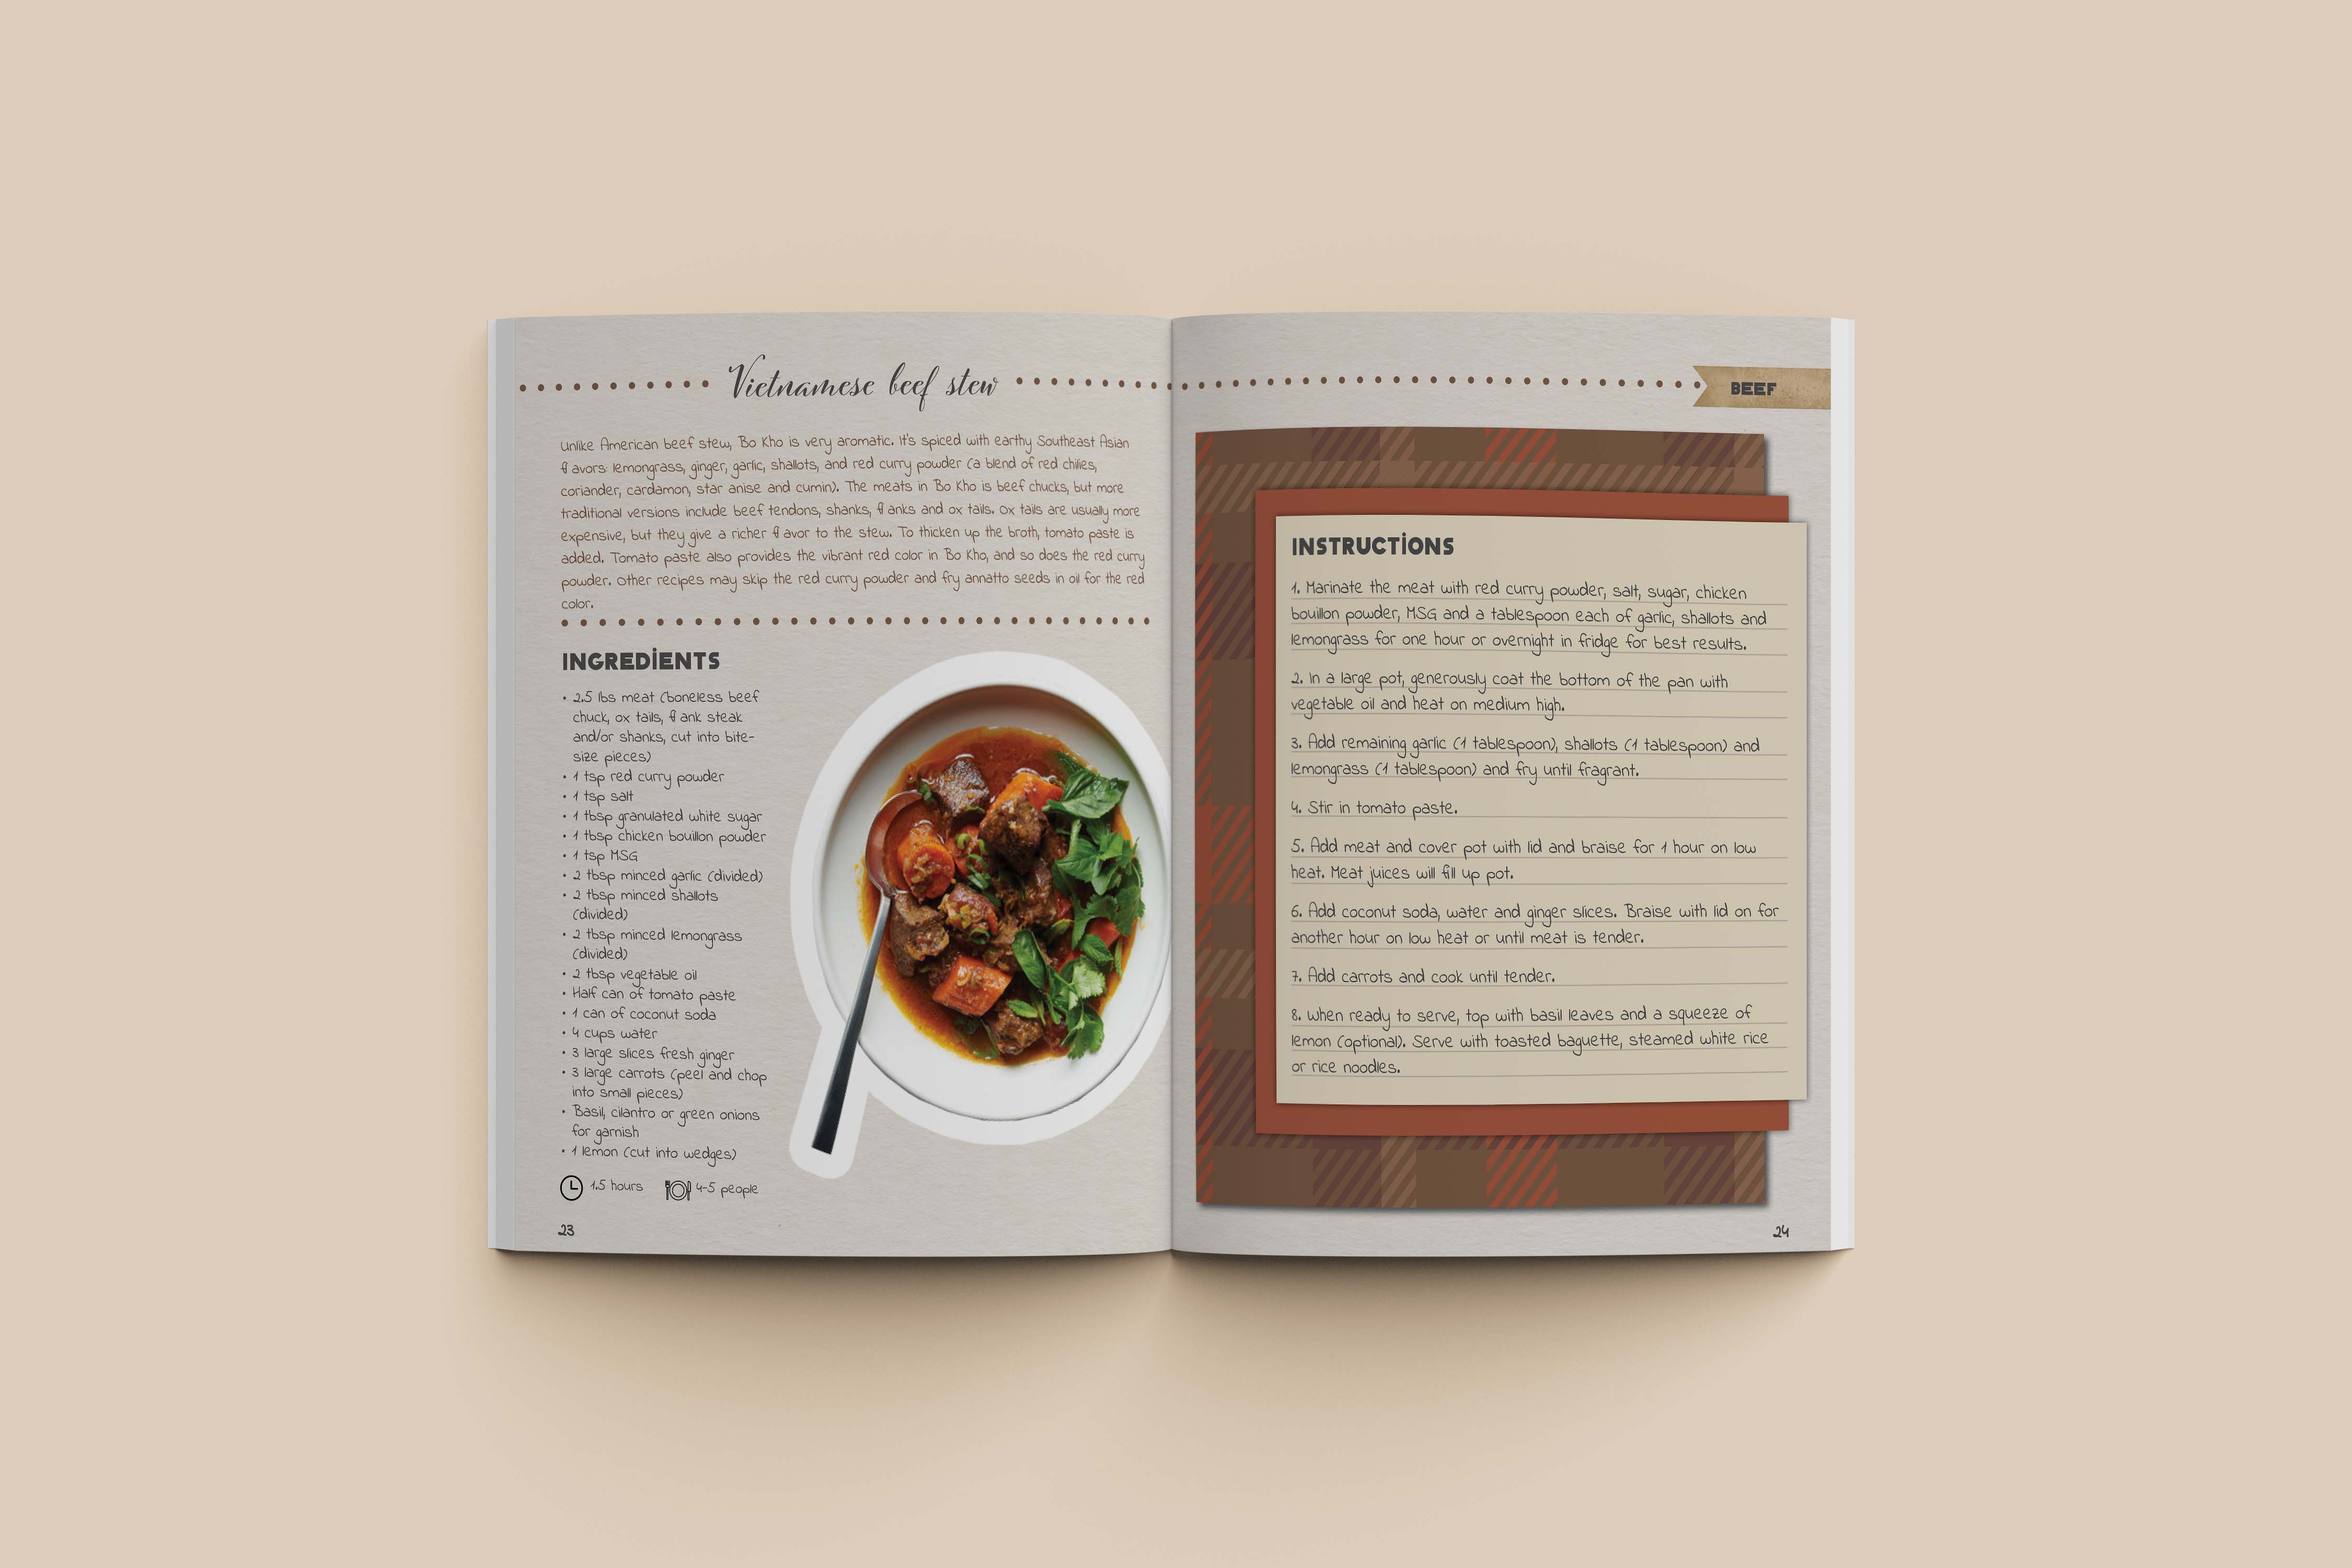 Vietnamese beef stew
Unlike American beef stew, Bo Kho is very aromatic. It's spiced with earthy Southeast Asian
fl avors: lemongrass, ginger, garlic, shallots, and red curry powder (a blend of red chilies,
coriander, cardamon, star anise and cumin). The meats in Bo Kho is beef chucks, but more
traditional versions include beef tendons, shanks, fl anks and ox tails. Ox tails are usually more
expensive, but they give a richer fl avor to the stew. To thicken up the broth, tomato paste is
added. Tomato paste also provides the vibrant red color in Bo Kho, and so does the red curry
powder. Other recipes may skip the red curry powder and fry annatto seeds in oil for the red
color.
INGREDIENTS
• 2.5 lbs meat (boneless beef
chuck, ox tails, fl ank steak
and/or shanks, cut into bite-
size pieces)
• 1 tsp red curry powder
• 1 tsp salt
• 1 tbsp granulated white sugar
• 1 tbsp chicken bouillon powder
• 1 tsp MSG
• 2 tbsp minced garlic (divided)
• 2 tbsp minced shallots
(divided)
• 2 tbsp minced lemongrass
(divided)
• 2 tbsp vegetable oil
• Half can of tomato paste
• 1 can of coconut soda
• 4 cups water
• 3 large slices fresh ginger
• 3 large carrots (peel and chop
into small pieces)
• Basil, cilantro or green onions
for garnish
• 1 lemon (cut into wedges)
1.5 hours 4-5 people
23
BEEF
INSTRUCTIONS
1. Marinate the meat with red curry powder, salt, sugar, chicken
bouillon powder, MSG and a tablespoon each of garlic, shallots and
lemongrass for one hour or overnight in fridge for best results.
2. In a large pot, generously coat the bottom of the pan with
vegetable oil and heat on medium high.
3. Add remaining garlic (1 tablespoon), shallots (1 tablespoon) and
lemongrass (1 tablespoon) and fry until fragrant.
4. Stir in tomato paste.
5. Add meat and cover pot with lid and braise for 1 hour on low
heat. Meat juices will fill up pot.
6. Add coconut soda, water and ginger slices. Braise with lid on for
another hour on low heat or until meat is tender.
7. Add carrots and cook until tender.
8. When ready to serve, top with basil leaves and a squeeze of
lemon (optional). Serve with toasted baguette, steamed white rice
or rice noodles.
24